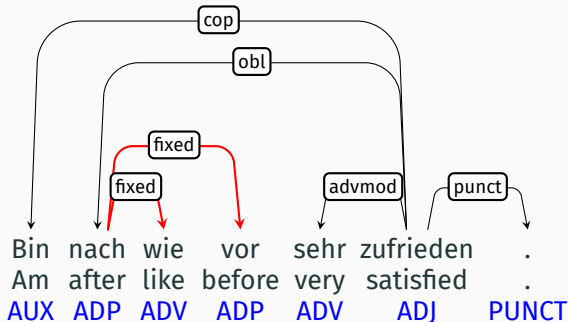 cop
obl
fixed
fixed advmod punct
Bin nach wie vor sehr zufrieden .
Am after like before very satisfied .
AUX ADP ADV ADP ADV ADJ PUNCT